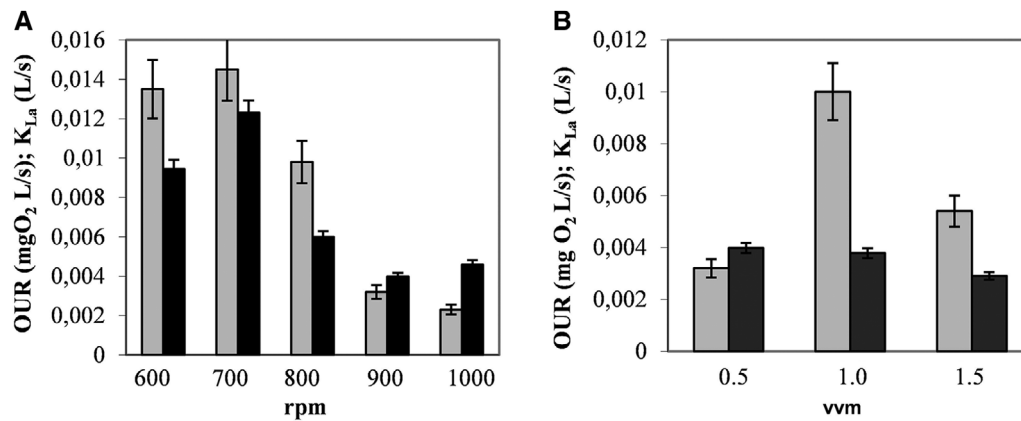 A
OUR (mgO2 L/s); KLa (L/s)
0,016
0,014
0,012
0,01
0,008
0,006
0,004
0,002
0
600 700 800 900 1000
rpm
B
OUR (mg O2 L/s); KLa (L/s)
0,012
0,01
0,008
0,006
0,004
0,002
0
0.5 1.0 1.5
vvm